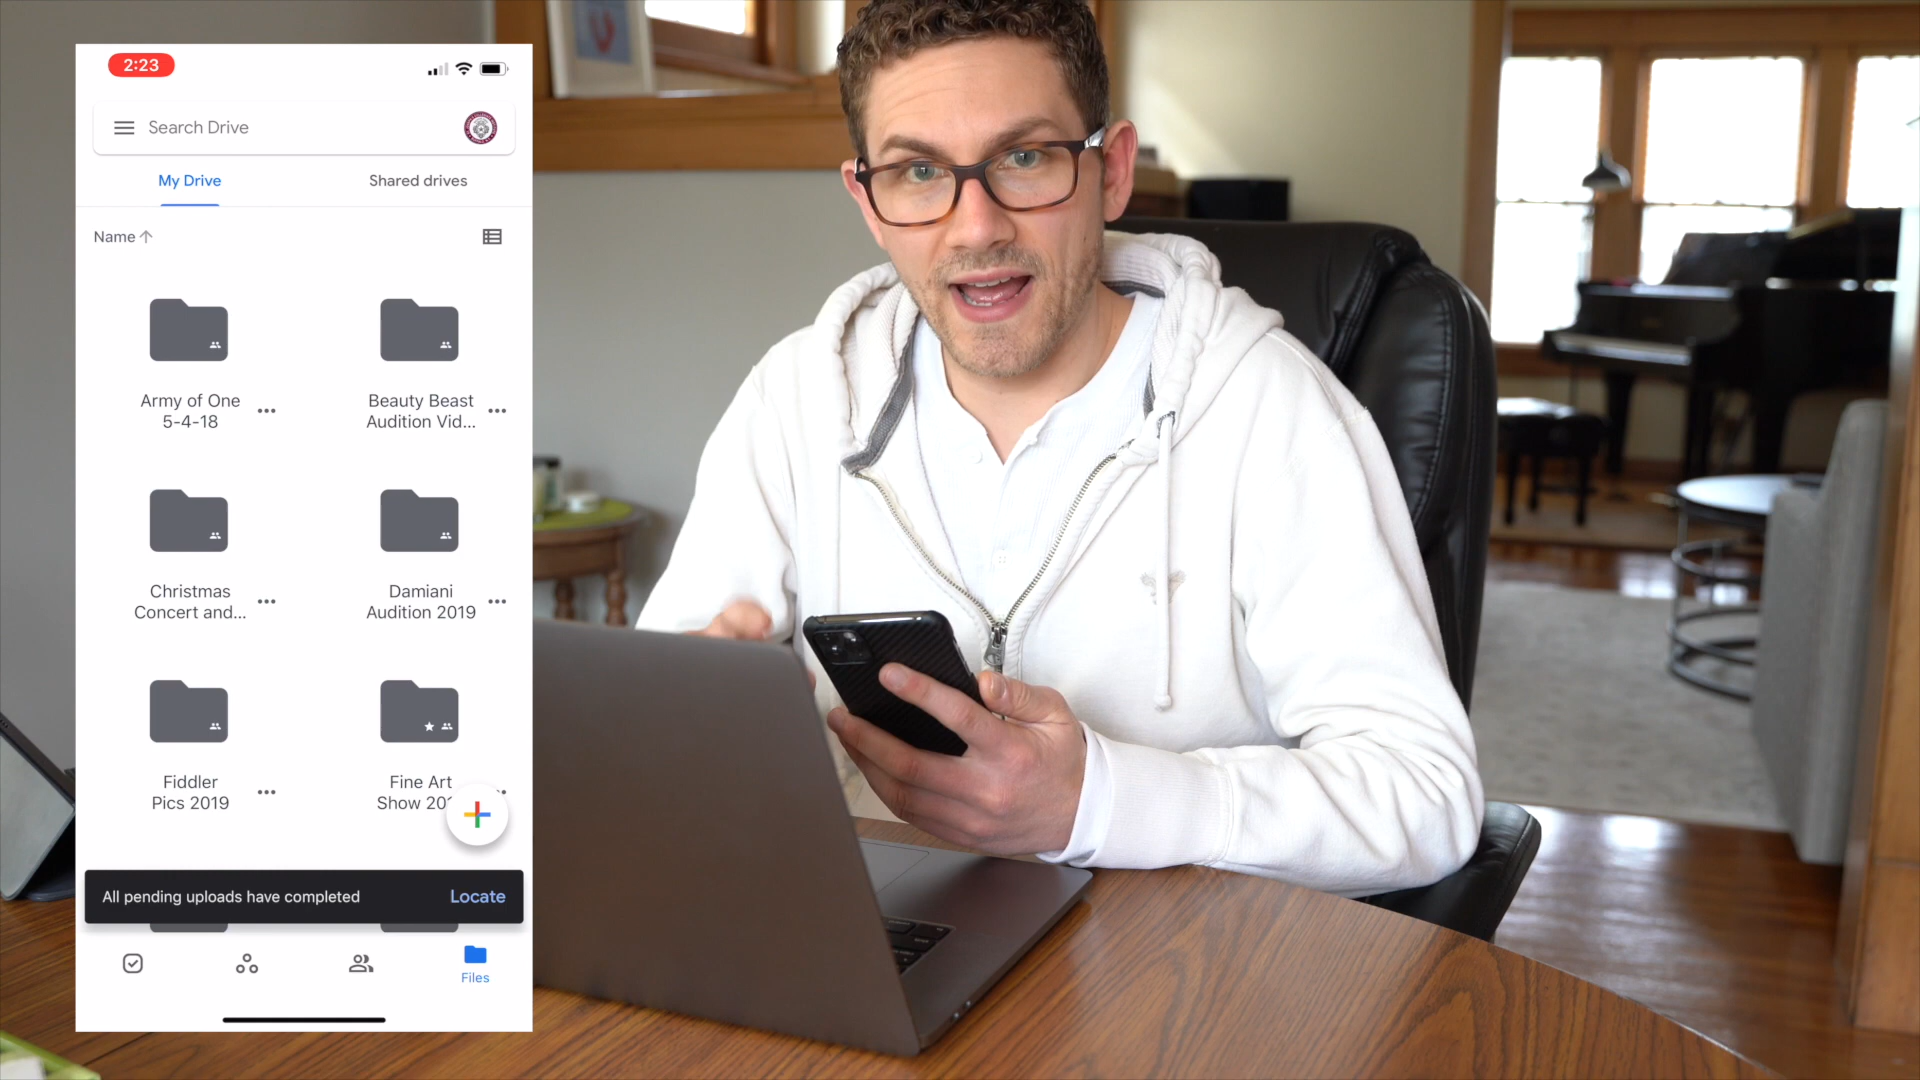 2:23
Search Drive
My Drive
Shared drives
Name
Army of One
5-4-18
Beauty Beast
Audition Vid...
Christmas
Concert and...
Damiani
Audition 2019
Fiddler
Pics 2019
Fine Art
Show 20
All pending uploads have completed
Locate
Files